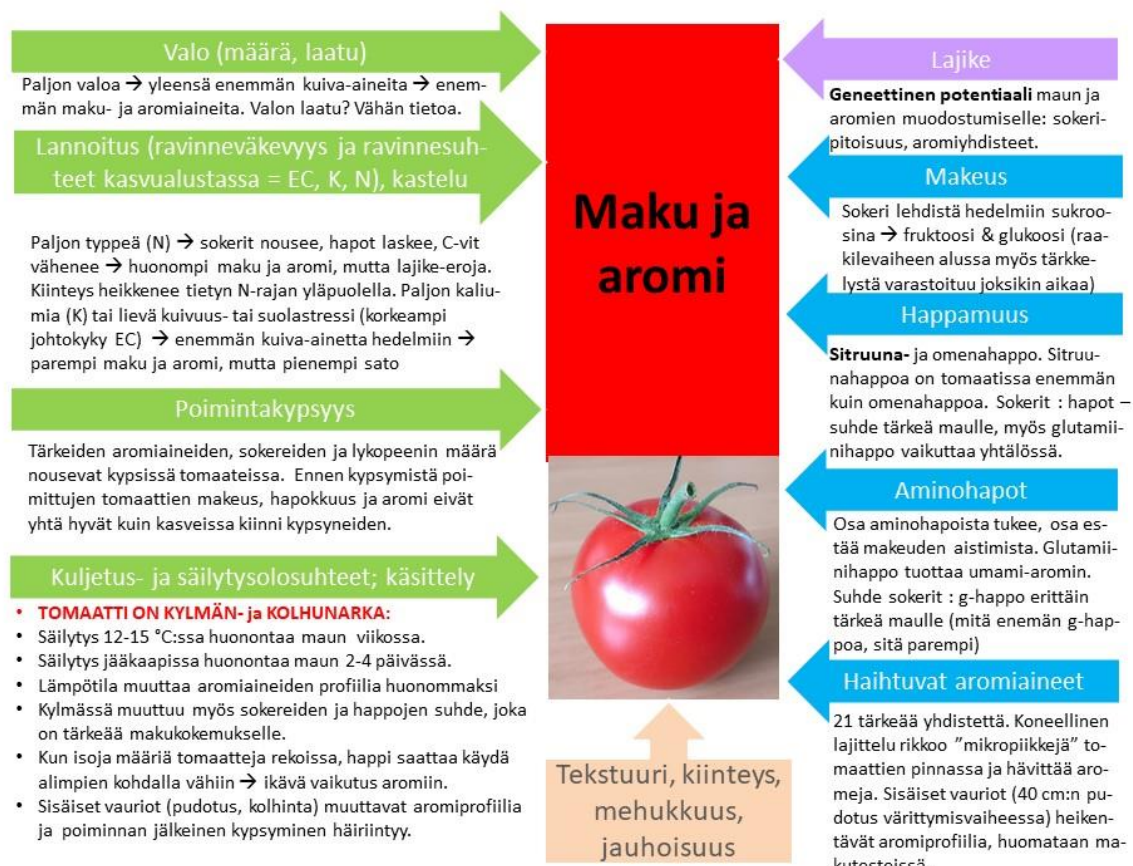 Valo (määrä, laatu)
Paljon valoa → yleensä enemmän kuiva-aineita → enem-
män maku- ja aromiaineita. Valon laatu? Vähän tietoa.
Lannoitus (ravinneväkevyys ja ravinnesuh-
teet kasvualustassa = EC, K, N), kastelu
Paljon typpeä (N) → sokerit nousee, hapot laskee, C-vit
vähenee → huonompi maku ja aromi, mutta lajike-eroja.
Kiinteys heikkenee tietyn N-rajan yläpuolella. Paljon kaliu-
mia (K) tai lievä kuivuus- tai suolastressi (korkeampi
johtokyky EC) → enemmän kuiva-ainetta hedelmiin →
parempi maku ja aromi, mutta pienempi sato
Poimintakypsyys
Tärkeiden aromiaineiden, sokereiden ja lykopeenin määrä
nousevat kypsissä tomaateissa. Ennen kypsymistä poi-
mittujen tomaattien makeus, hapokkuus ja aromi eivät
yhtä hyvät kuin kasveissa kiinni kypsyneiden.
Kuljetus- ja säilytysolosuhteet; käsittely
• TOMAATTI ON KYLMÄN- ja KOLHUNARKA:
• Säilytys 12-15 °C:ssa huonontaa maun viikossa.
• Säilytys jääkaapissa huonontaa maun 2-4 päivässä.
• Lämpötila muuttaa aromiaineiden profiilia huonommaksi
• Kylmässä muuttuu myös sokereiden ja happojen suhde, joka
on tärkeää makukokemukselle.
• Kun isoja määriä tomaatteja rekoissa, happi saattaa käydä
alimpien kohdalla vähiin → ikävä vaikutus aromiin.
• Sisäiset vauriot (pudotus, kolhinta) muuttavat aromiprofiilia
ja poiminnan jälkeinen kypsyminen häiriintyy.
Maku ja
aromi
Tekstuuri, kiinteys,
mehukkuus,
jauhoisuus
Lajike
Geneettinen potentiaali maun ja
aromien muodostumiselle: sokeri-
pitoisuus, aromiyhdisteet.
Makeus
Sokeri lehdistä hedelmiin sukroo-
sina → fruktoosi & glukoosi (raa-
kilevaiheen alussa myös tärkke-
lystä varastoituu joksikin aikaa)
Happamuus
Sitruuna- ja omenahappo. Sitruu-
nahappoa on tomaatissa enemmän
kuin omenahappoa. Sokerit : hapot –
suhde tärkeä maulle, myös glutamii-
nihappo vaikuttaa yhtälössä.
Aminohapot
Osa aminohapoista tukee, osa es-
tää makeuden aistimista. Glutamii-
nihappo tuottaa umami-aromin.
Suhde sokerit : g-happo erittäin
tärkeä maulle (mitä enemän g-hap-
poa, sitä parempi)
Haihtuvat aromiaineet
21 tärkeää yhdistettä. Koneellinen
lajittelu rikkoo ”mikropiikkejä” to-
maattien pinnassa ja hävittää aro-
meja. Sisäiset vauriot (40 cm:n pu-
dotus värittymisvaiheessa) heiken-
tävät aromiprofiilia, huomataan ma-
kutesteissä